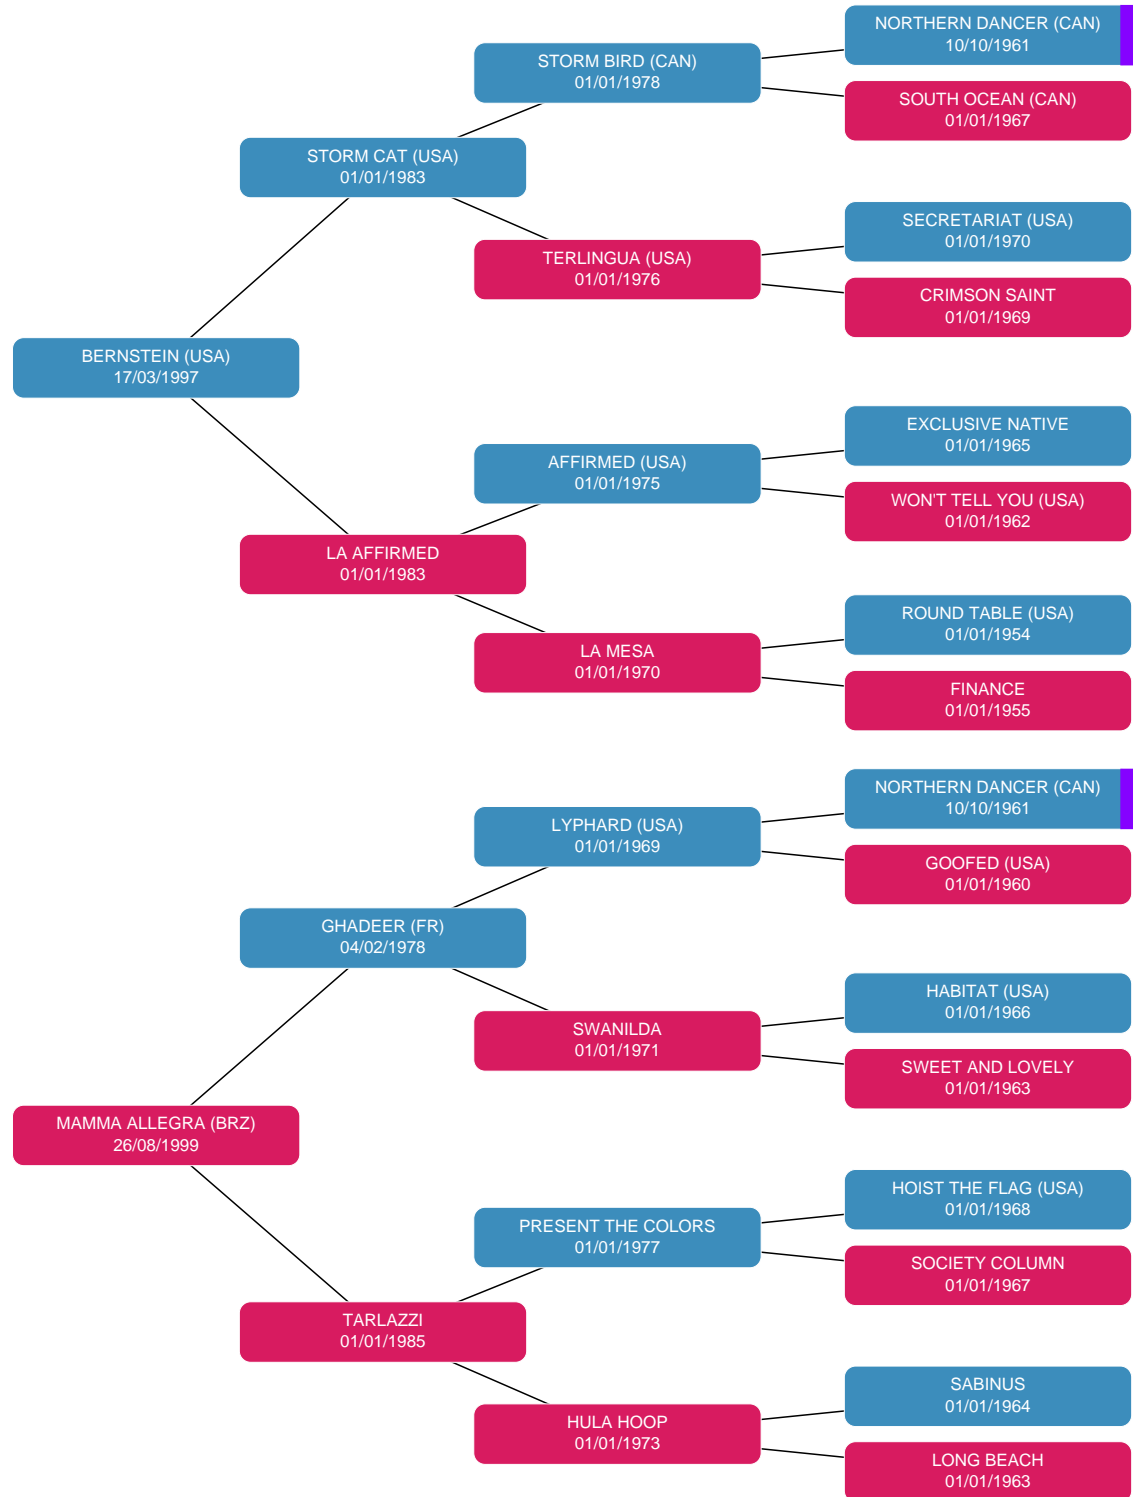 NORTHERN DANCER (CAN)
10/10/1961
STORM BIRD (CAN)
01/01/1978
SOUTH OCEAN (CAN)
01/01/1967
STORM CAT (USA)
01/01/1983
SECRETARIAT (USA)
01/01/1970
TERLINGUA (USA)
01/01/1976
CRIMSON SAINT
01/01/1969
BERNSTEIN (USA)
17/03/1997
EXCLUSIVE NATIVE
01/01/1965
AFFIRMED (USA)
01/01/1975
WON'T TELL YOU (USA)
01/01/1962
LA AFFIRMED
01/01/1983
ROUND TABLE (USA)
01/01/1954
LA MESA
01/01/1970
FINANCE
01/01/1955
NORTHERN DANCER (CAN)
10/10/1961
LYPHARD (USA)
01/01/1969
GOOFED (USA)
01/01/1960
GHADEER (FR)
04/02/1978
HABITAT (USA)
01/01/1966
SWANILDA
01/01/1971
SWEET AND LOVELY
01/01/1963
MAMMA ALLEGRA (BRZ)
26/08/1999
HOIST THE FLAG (USA)
01/01/1968
PRESENT THE COLORS
01/01/1977
SOCIETY COLUMN
01/01/1967
TARLAZZI
01/01/1985
SABINUS
01/01/1964
HULA HOOP
01/01/1973
LONG BEACH
01/01/1963